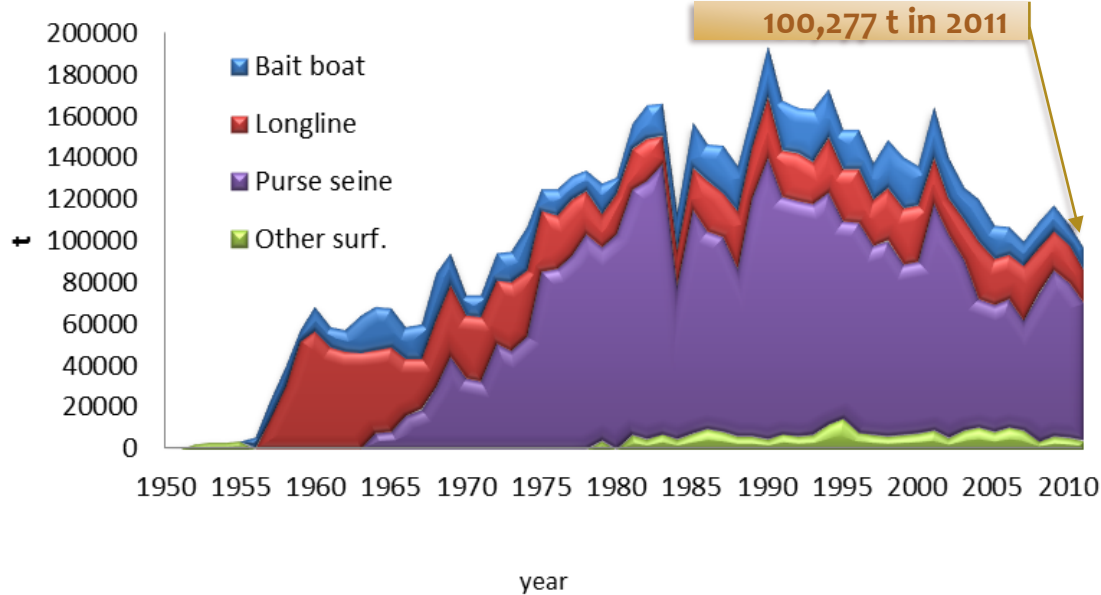 100,277 t in 2011
200000
180000
160000
140000
120000
100000
80000
60000
40000
20000
0
t
Bait boat
Longline
Purse seine
Other surf.
1950 1955 1960 1965 1970 1975 1980 1985 1990 1995 2000 2005 2010
year